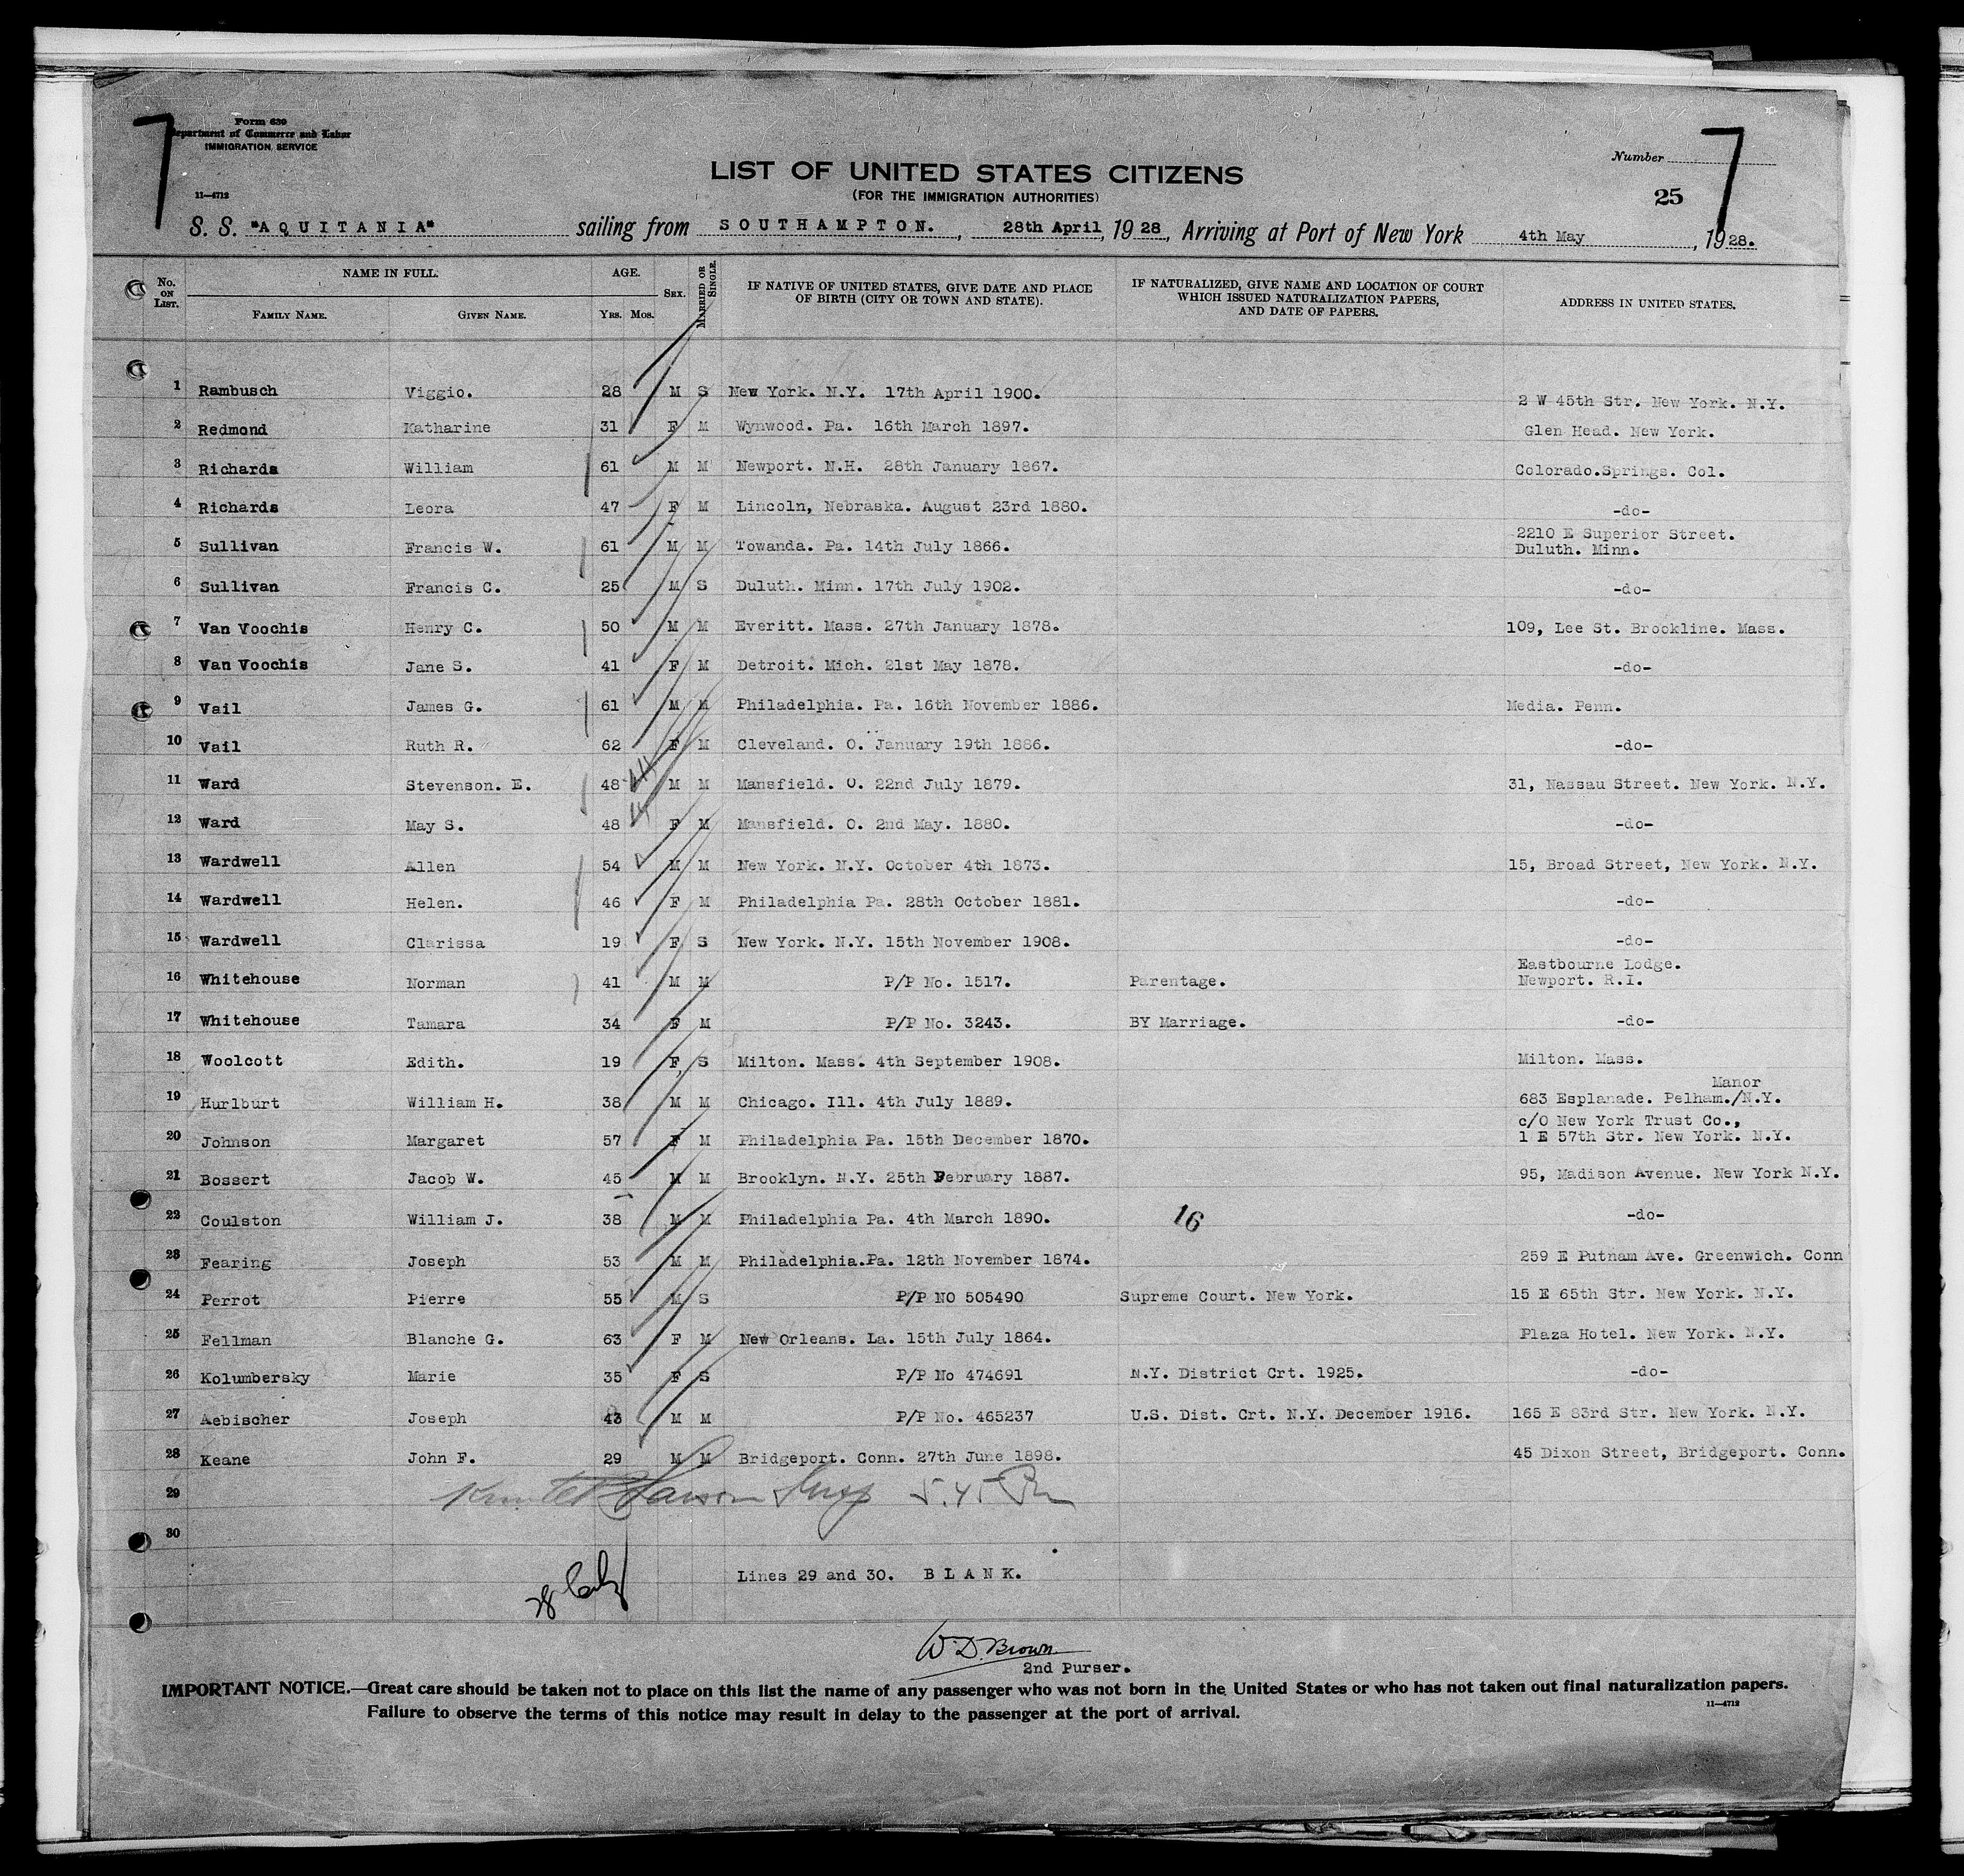 7
Form 630
Department of Commerce and Labor
IMMIGRATION SERVICE
11—4712
LIST OF UNITED STATES CITIZENS
(FOR THE IMMIGRATION AUTHORITIES)
Number
25
7
S. S. "AQUITANIA" sailing from SOUTHAMPTON. , 28th April, 1928, Arriving at Port of New York 4th May , 1928.
No. ON LIST. NAME IN FULL. FAMILY NAME. GIVEN NAME. AGE. YRS. MOS. SEX. MARRIED OR SINGLE. IF NATIVE OF UNITED STATES, GIVE DATE AND PLACE OF BIRTH (CITY OR TOWN AND STATE). IF NATURALIZED, GIVE NAME AND LOCATION OF COURT WHICH ISSUED NATURALIZATION PAPERS, AND DATE OF PAPERS. ADDRESS IN UNITED STATES.
1 Rambusch Viggio. 28 M S New York. N.Y. 17th April 1900. 2 W 45th Str. New York. N.Y.
2 Redmond Katharine 31 F M Wynwood. Pa. 16th March 1897. Glen Head. New York.
3 Richards William 61 M M Newport. N.H. 28th January 1867. Colorado.Springs. Col.
4 Richards Leora 47 F M Lincoln, Nebraska. August 23rd 1880. -do-
5 Sullivan Francis W. 61 M M Towanda. Pa. 14th July 1866. 2210 E Superior Street. Duluth. Minn.
6 Sullivan Francis C. 25 M S Duluth. Minn. 17th July 1902. -do-
7 Van Voochis Henry C. 50 M M Everitt. Mass. 27th January 1878. 109, Lee St. Brookline. Mass.
8 Van Voochis Jane S. 41 F M Detroit. Mich. 21st May 1878. -do-
9 Vail James G. 61 M M Philadelphia. Pa. 16th November 1886. Media. Penn.
10 Vail Ruth R. 62 F M Cleveland. O. January 19th 1886. -do-
11 Ward Stevenson. E. 48 M M Mansfield. O. 22nd July 1879. 31, Nassau Street. New York. N.Y.
12 Ward May S. 48 F M Mansfield. O. 2nd May. 1880. -do-
13 Wardwell Allen 54 M M New York. N.Y. October 4th 1873. 15, Broad Street, New York. N.Y.
14 Wardwell Helen. 46 F M Philadelphia Pa. 28th October 1881. -do-
15 Wardwell Clarissa 19 F S New York. N.Y. 15th November 1908. -do-
16 Whitehouse Norman 41 M M P/P No. 1517. Parentage. Eastbourne Lodge. Newport. R.I.
17 Whitehouse Tamara 34 F M P/P No. 3243. BY Marriage. -do-
18 Woolcott Edith. 19 F S Milton. Mass. 4th September 1908. Milton. Mass.
19 Hurlburt William H. 38 M M Chicago. Ill. 4th July 1889. 683 Esplanade. Pelham./N.Y. Manor
20 Johnson Margaret 57 F M Philadelphia Pa. 15th December 1870. c/O New York Trust Co., 1 E 57th Str. New York. N.Y.
21 Bossert Jacob W. 45 M M Brooklyn. N.Y. 25th February 1887. 95, Madison Avenue. New York N.Y.
22 Coulston William J. 38 M M Philadelphia Pa. 4th March 1890. 16 -do-
23 Fearing Joseph 53 M M Philadelphia.Pa. 12th November 1874. 259 E Putnam Ave. Greenwich. Conn
24 Perrot Pierre 55 M S P/P NO 505490 Supreme Court. New York. 15 E 65th Str. New York. N.Y.
25 Fellman Blanche G. 63 F M New Orleans. La. 15th July 1864. Plaza Hotel. New York. N.Y.
26 Kolumbersky Marie 35 F S P/P No 474691 N.Y. District Crt. 1925. -do-
27 Aebischer Joseph 43 M M P/P No. 465237 U.S. Dist. Crt. N.Y. December 1916. 165 E 83rd Str. New York. N.Y.
28 Keane John F. 29 M M Bridgeport. Conn. 27th June 1898. 45 Dixon Street, Bridgeport. Conn.
29 Larson Insp 5.45 Pm
30
Lines 29 and 30. BLANK.
28
W. D. Brown
2nd Purser.
IMPORTANT NOTICE.—Great care should be taken not to place on this list the name of any passenger who was not born in the United States or who has not taken out final naturalization papers.
Failure to observe the terms of this notice may result in delay to the passenger at the port of arrival.
11—4712